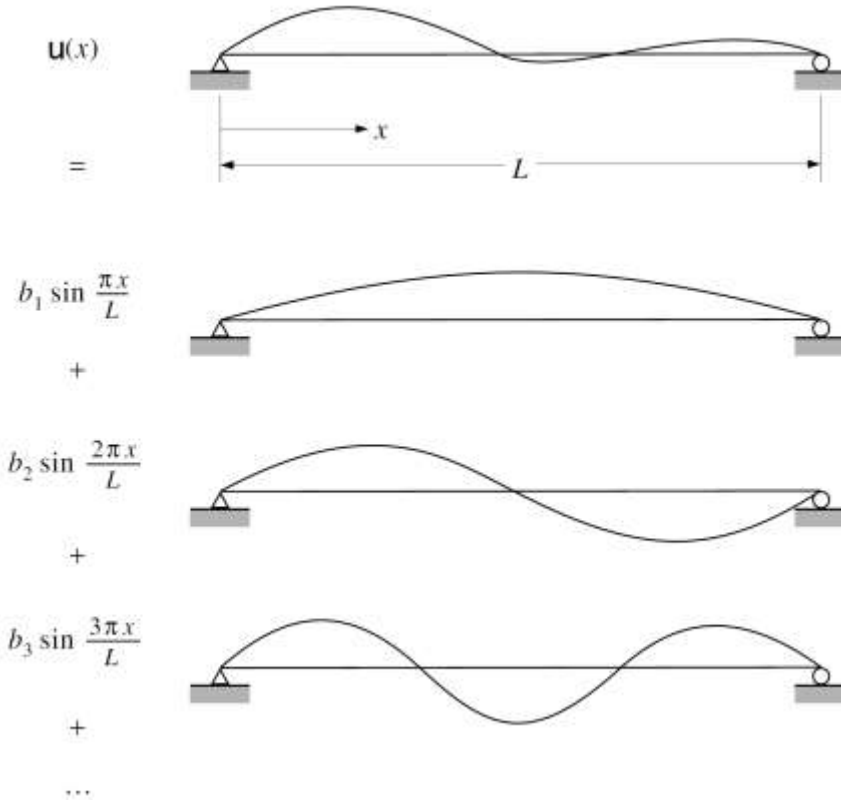 u(x)
x
=
L
b₁ sin πx/L
+
b₂ sin 2πx/L
+
b₃ sin 3πx/L
+
...